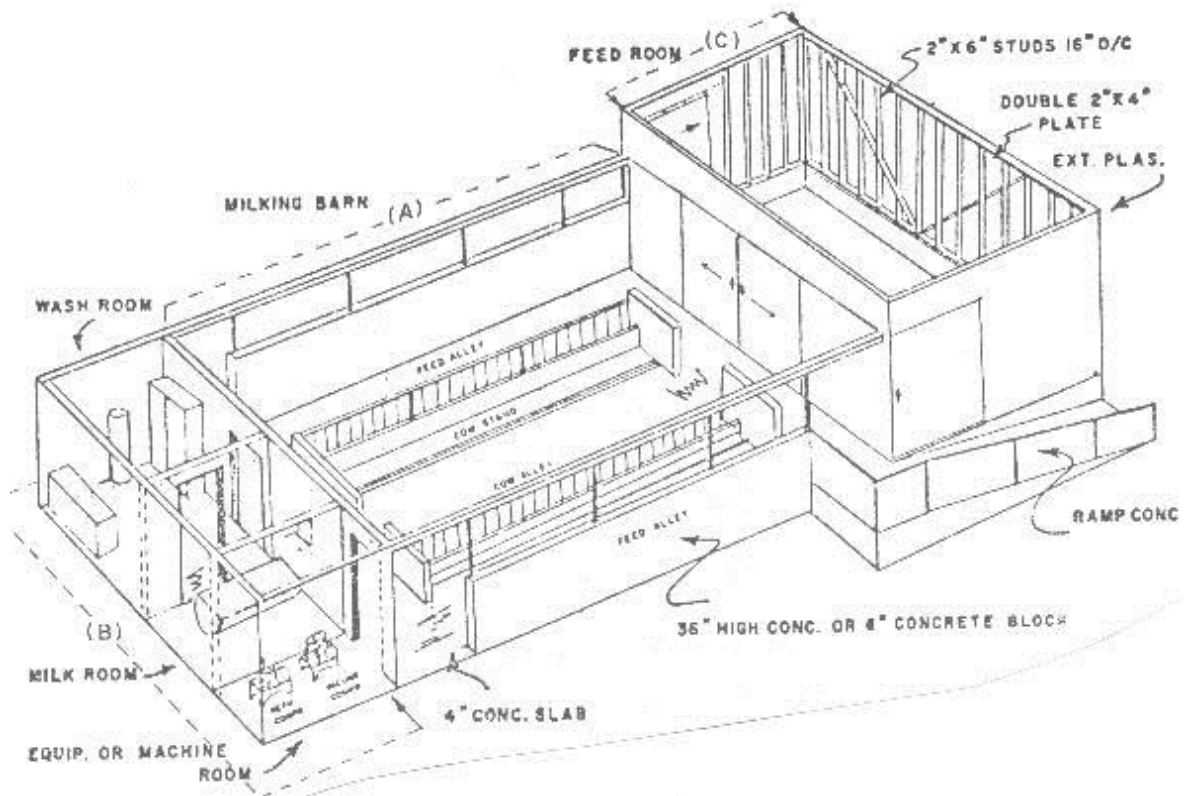 FEED ROOM (C)
2" X 6" STUDS 16" O/C
DOUBLE 2" X 4"
PLATE
EXT. PLAS.
MILKING BARN (A)
WASH ROOM
FEED ALLEY
COW STAND
COW ALLEY
FEED ALLEY
RAMP CONC
36" HIGH CONC. OR 6" CONCRETE BLOCK
(B)
MILK ROOM
4" CONC. SLAB
EQUIP. OR MACHINE
ROOM